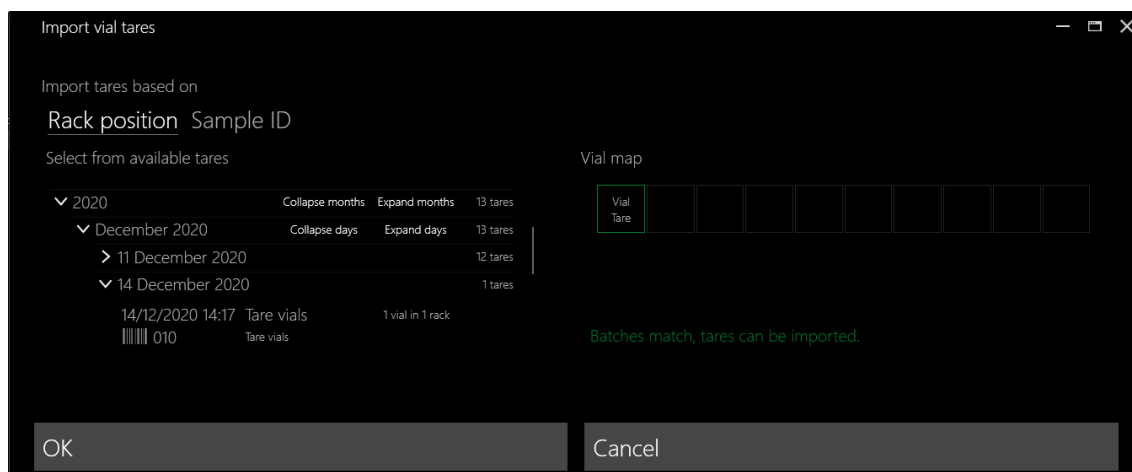 Import vial tares
Import tares based on
Rack position Sample ID
Select from available tares
Vial map
2020 Collapse months Expand months 13 tares
December 2020 Collapse days Expand days 13 tares
11 December 2020 12 tares
14 December 2020 1 tares
14/12/2020 14:17 Tare vials 1 vial in 1 rack
010 Tare vials
Vial
Tare
Batches match, tares can be imported.
OK
Cancel